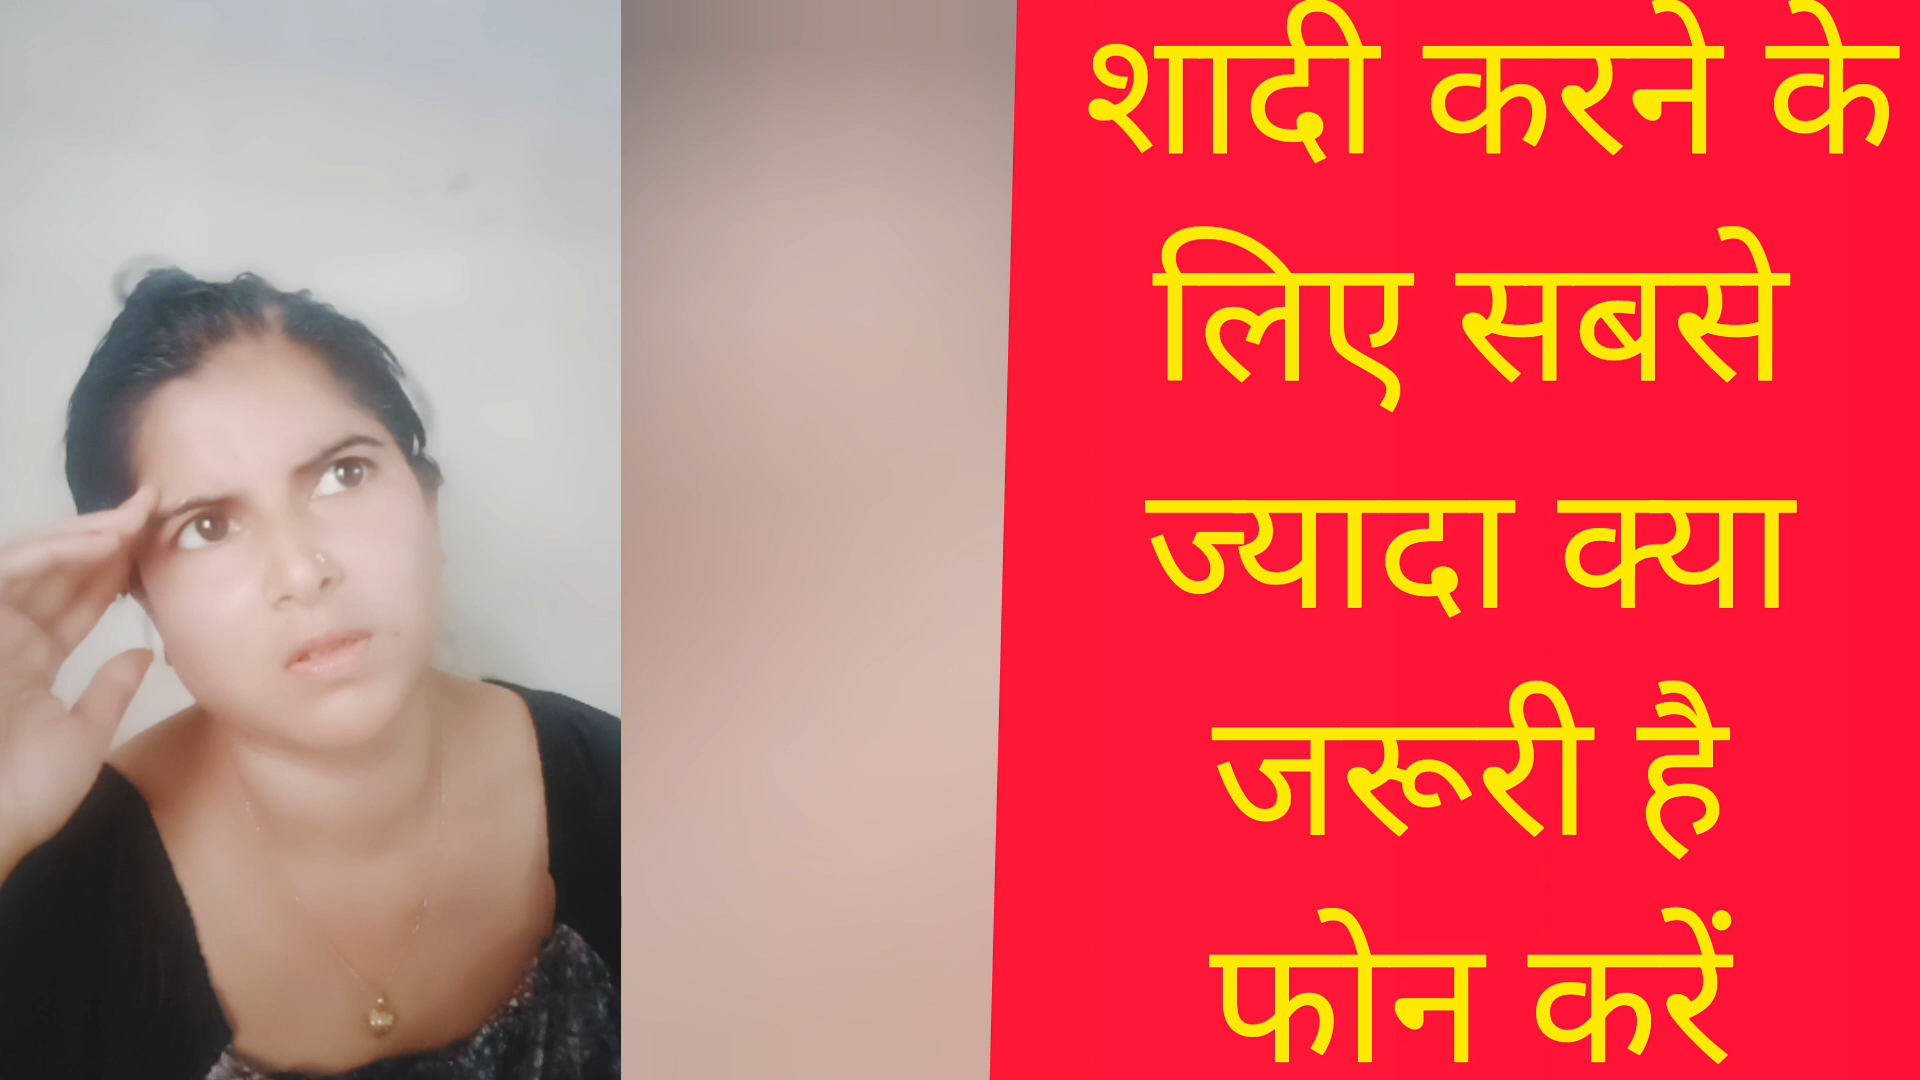 शादी करने के
लिए सबसे
ज्यादा क्या
जरूरी है
फोन करें